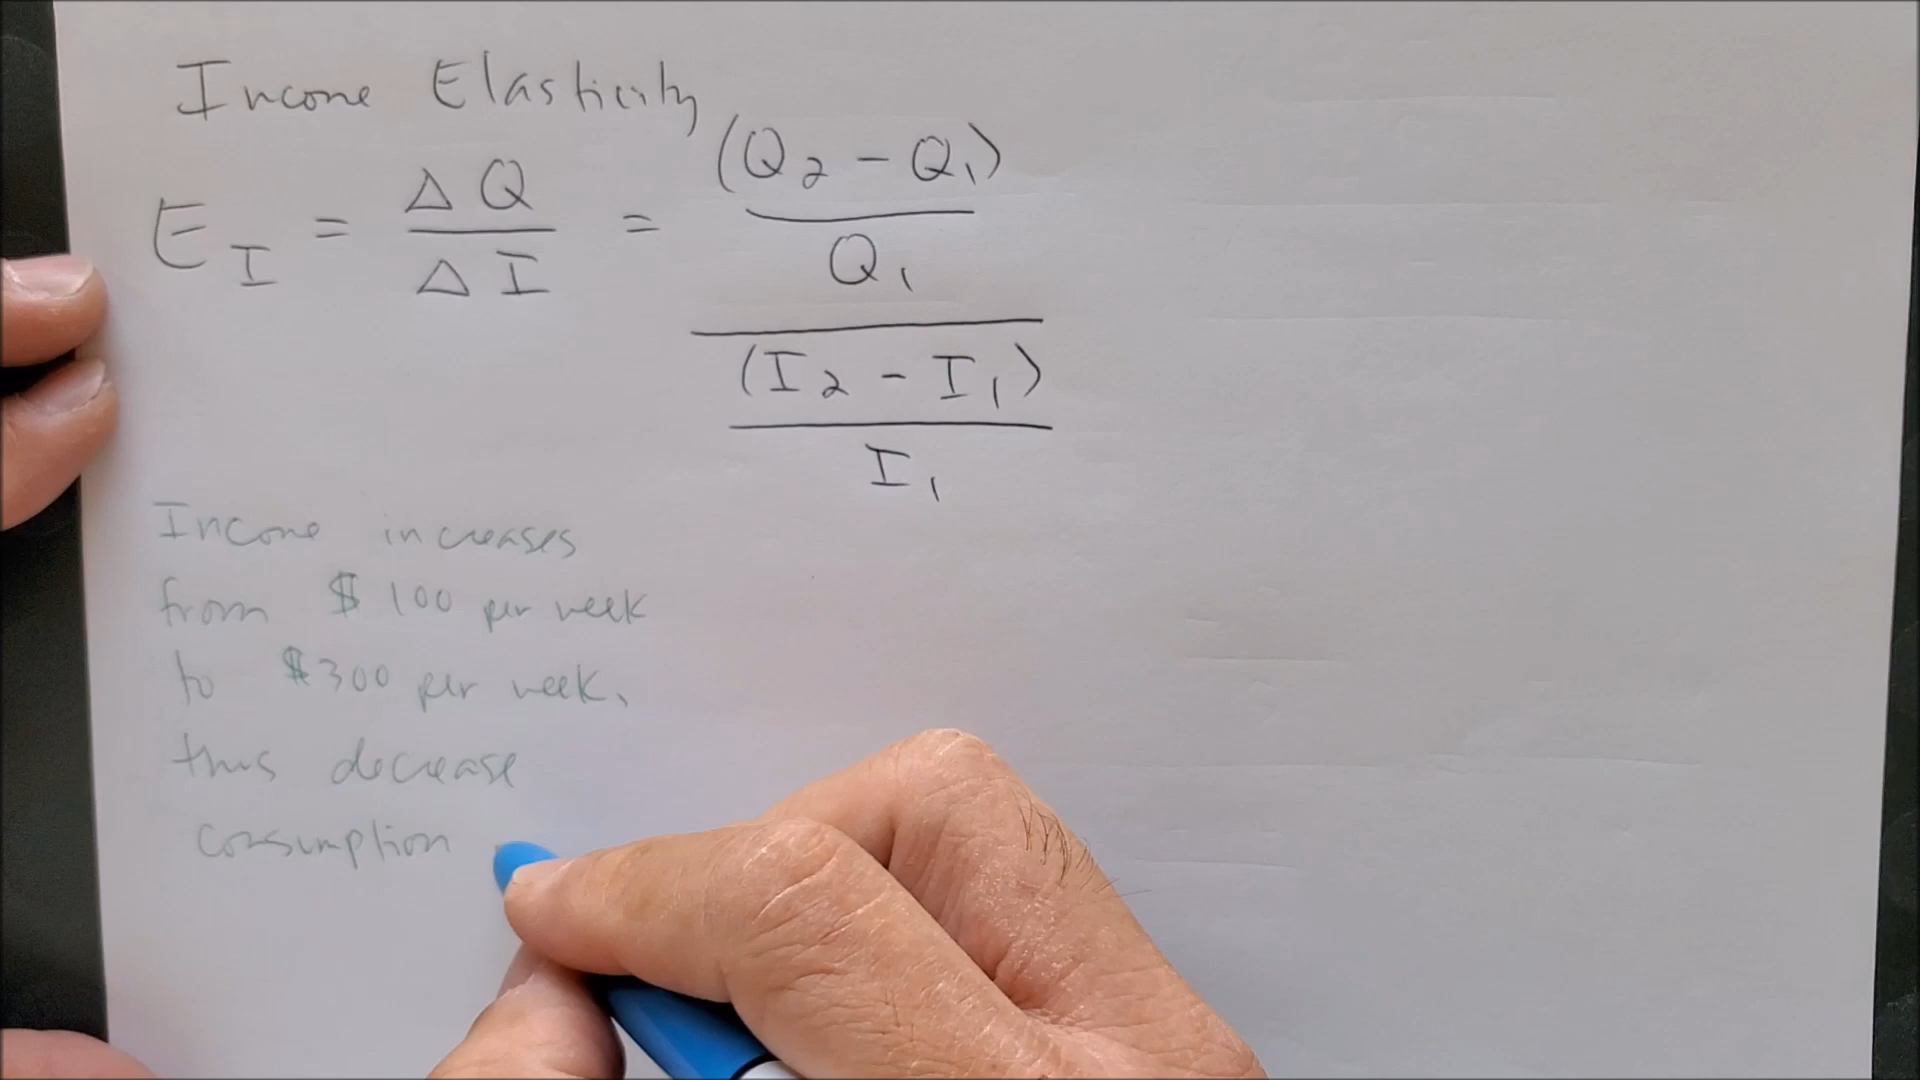 Income Elasticity
E_I = ΔQ / ΔI = ((Q₂ - Q₁) / Q₁) / ((I₂ - I₁) / I₁)
Income increases
from $100 per week
to $300 per week,
thus decrease
consumption